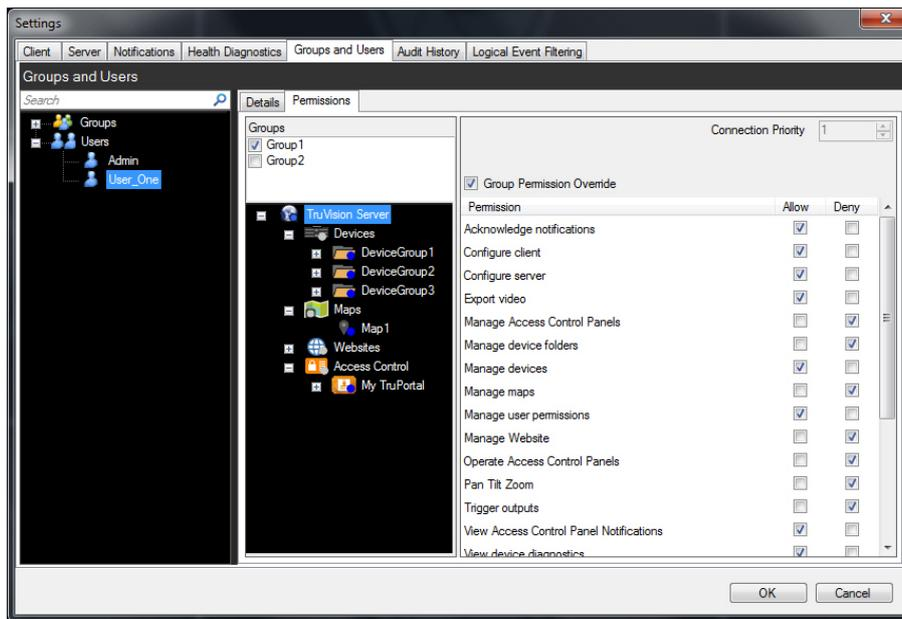 Settings
Client Server Notifications Health Diagnostics Groups and Users Audit History Logical Event Filtering
Groups and Users
Search
Groups
Users
Admin
User_One
Details Permissions
Groups
Group1
Group2
TruVision Server
Devices
DeviceGroup1
DeviceGroup2
DeviceGroup3
Maps
Map1
Websites
Access Control
My TruPortal
Connection Priority 1
Group Permission Override
Permission Allow Deny
Acknowledge notifications
Configure client
Configure server
Export video
Manage Access Control Panels
Manage device folders
Manage devices
Manage maps
Manage user permissions
Manage Website
Operate Access Control Panels
Pan Tilt Zoom
Trigger outputs
View Access Control Panel Notifications
View device diagnostics
OK Cancel